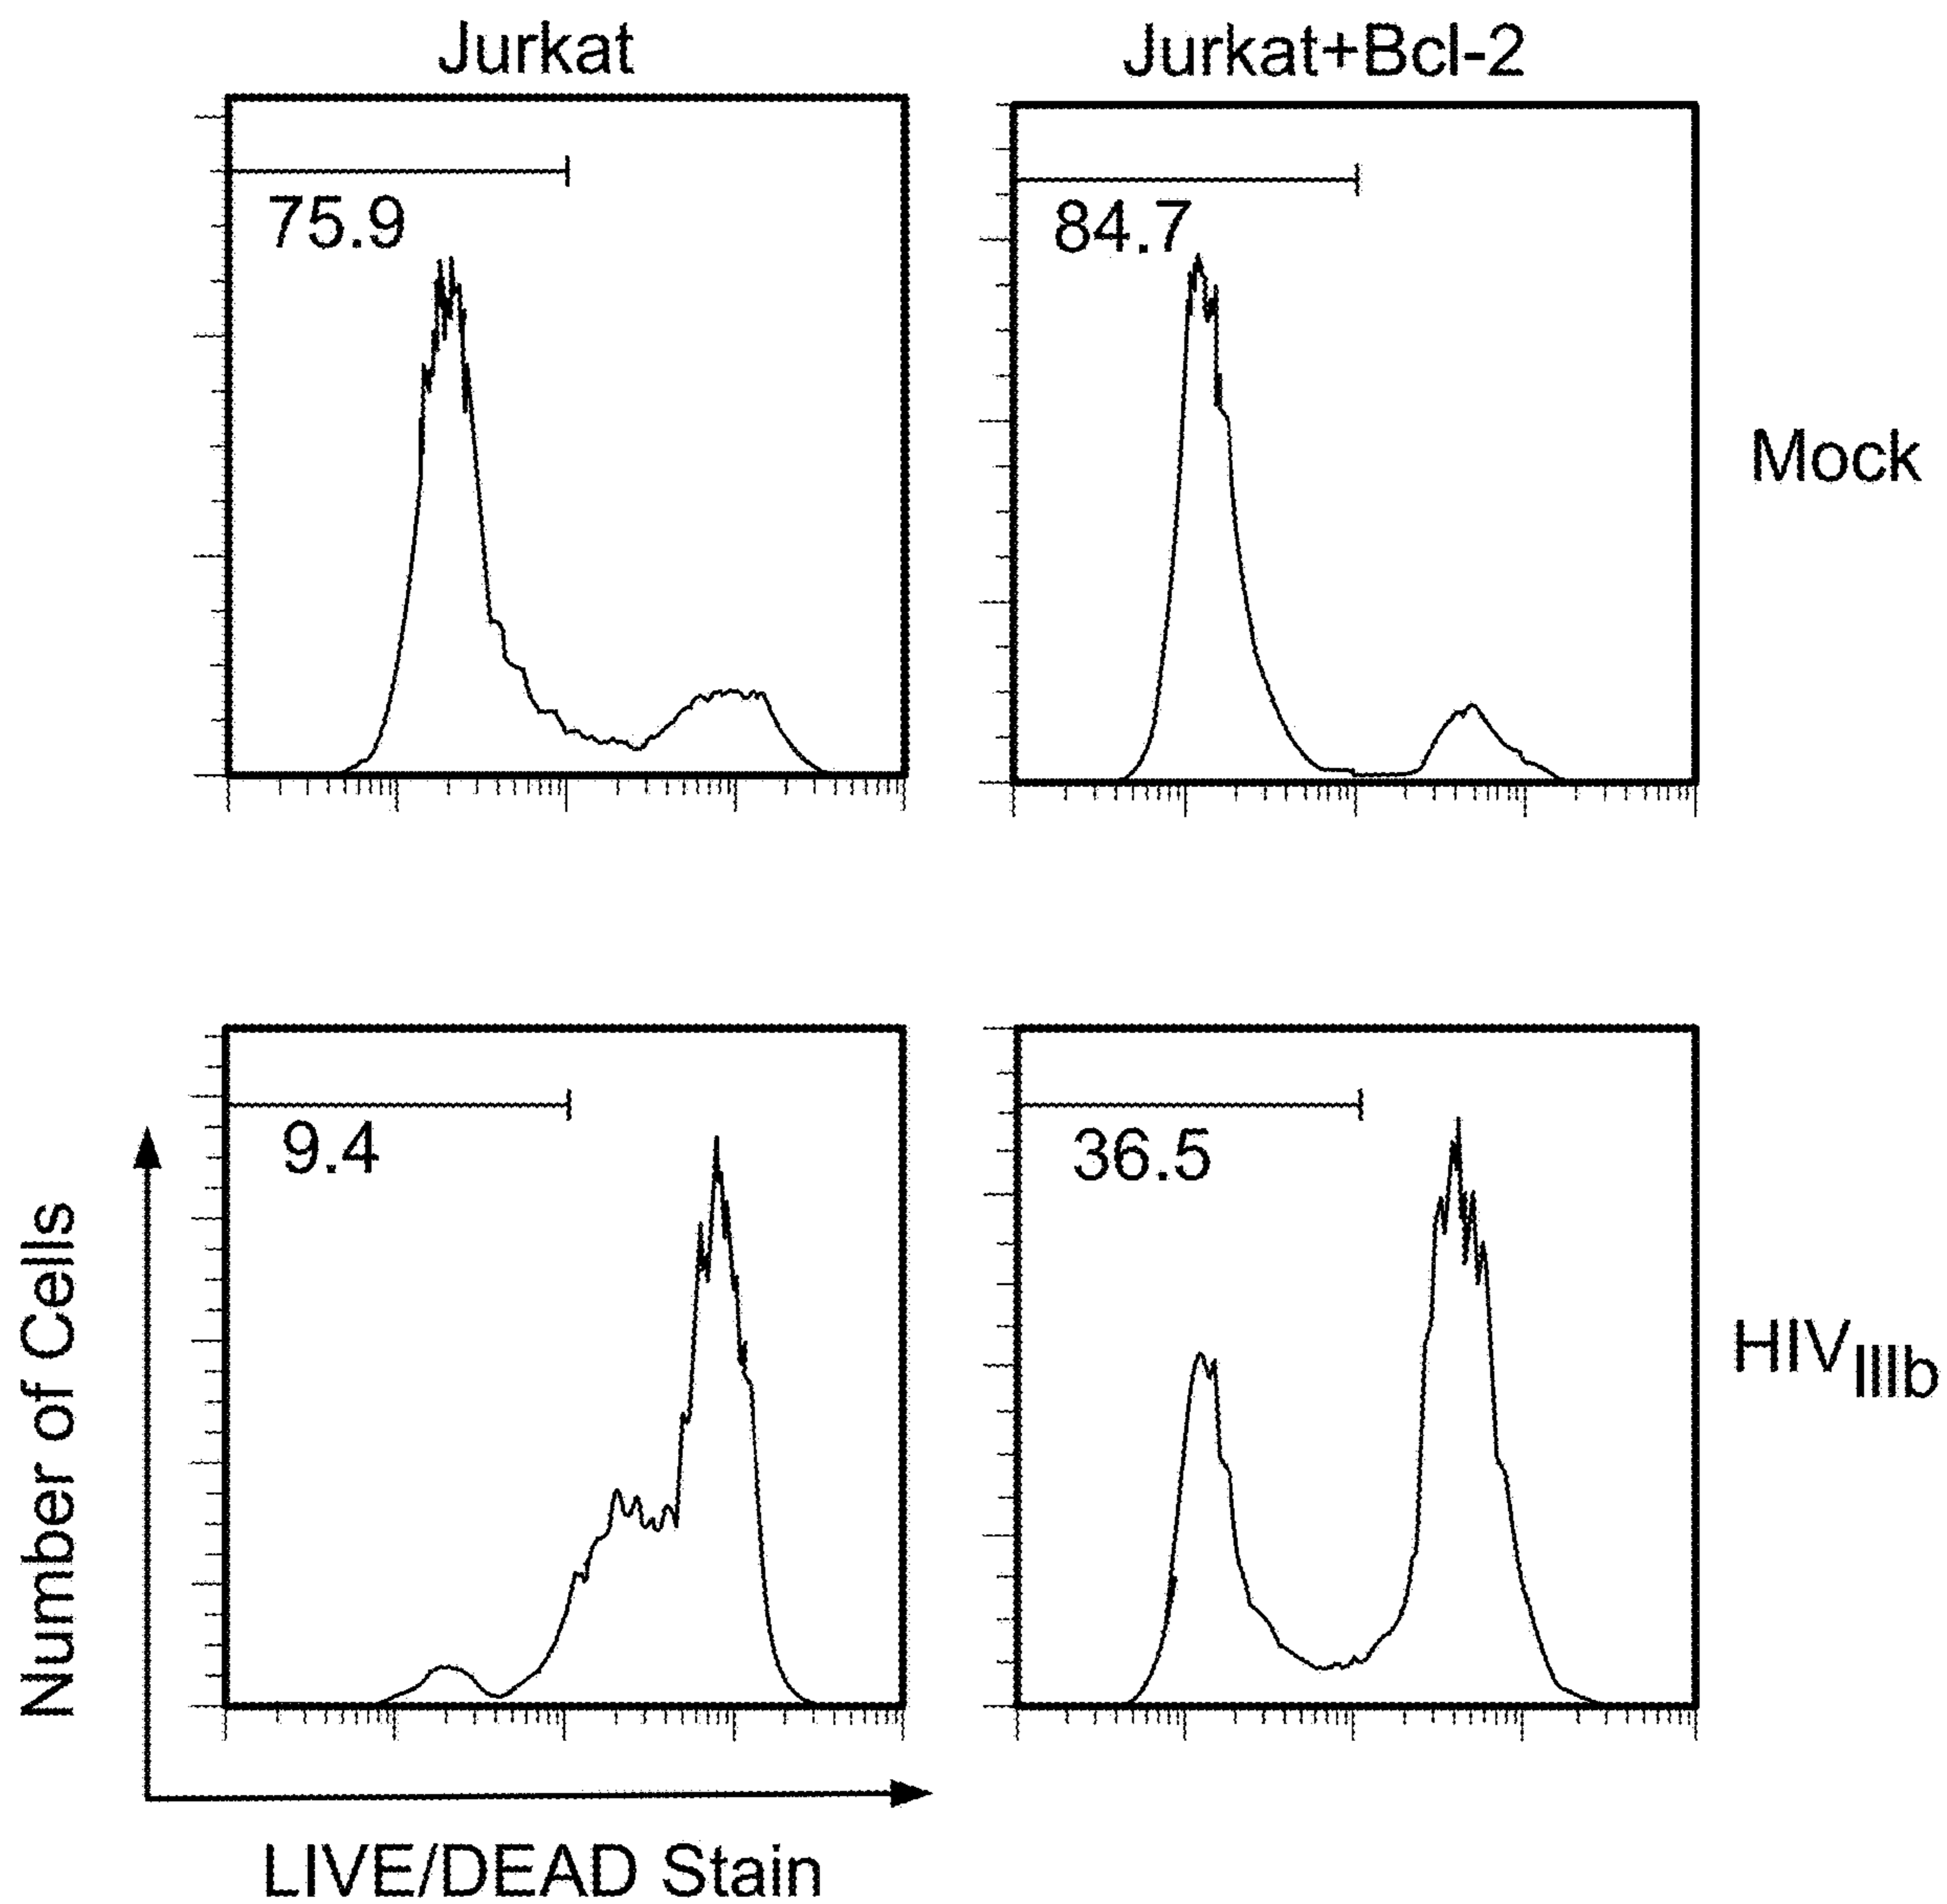 Jurkat
Jurkat+Bcl-2
75.9
84.7
Mock
9.4
36.5
HIVIIIb
Number of Cells
LIVE/DEAD Stain